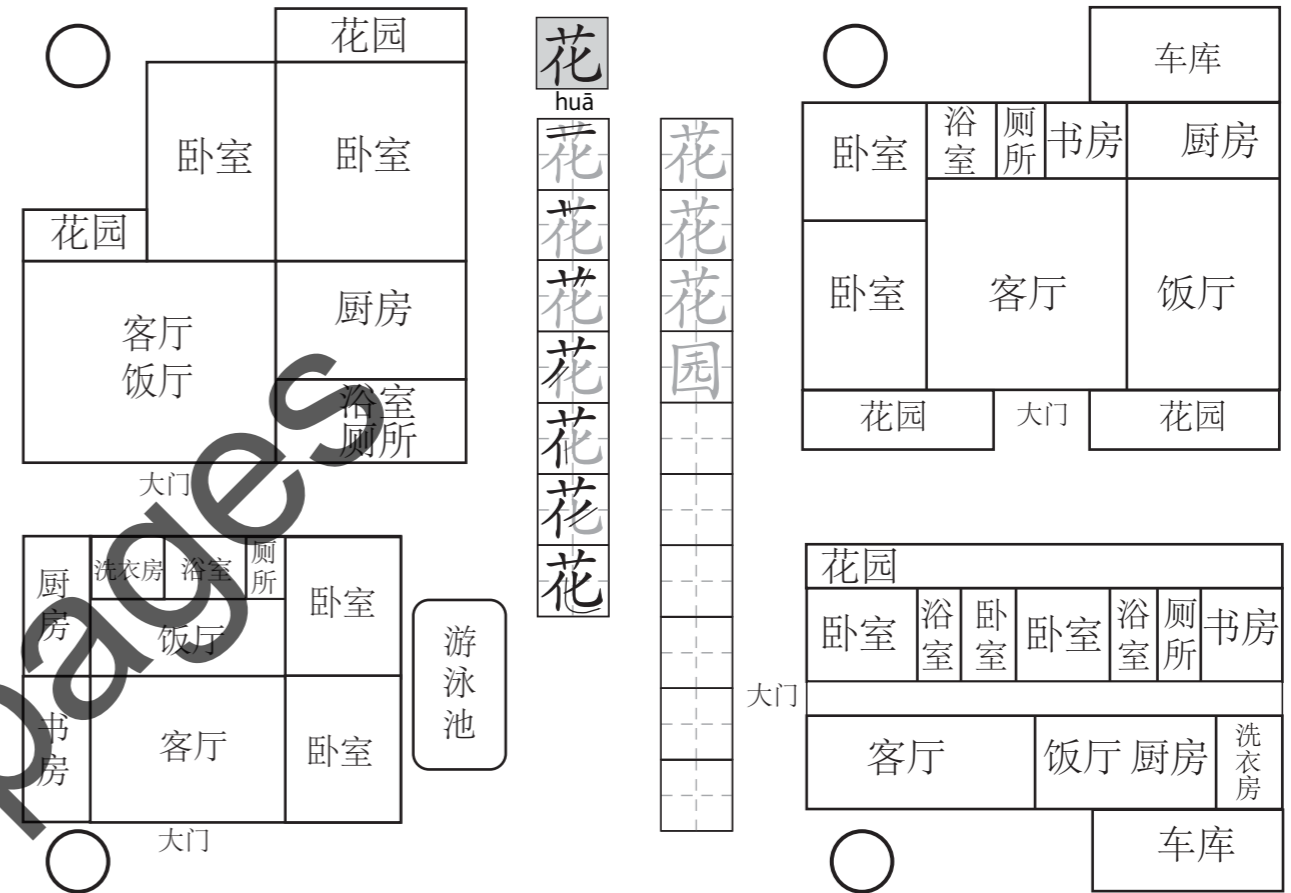 花园
卧室
卧室
花园
客厅
饭厅
厨房
浴室
厕所
大门
厨房
洗衣房
浴室
厕所
卧室
饭厅
书房
客厅
卧室
大门
游泳池
花
huā
花
花
花
花
花
花
花
花
花
花
园
车库
卧室
浴室
厕所
书房
厨房
卧室
客厅
饭厅
花园
大门
花园
花园
卧室
浴室
卧室
卧室
浴室
厕所
书房
大门
客厅
饭厅 厨房
洗衣房
车库
pages